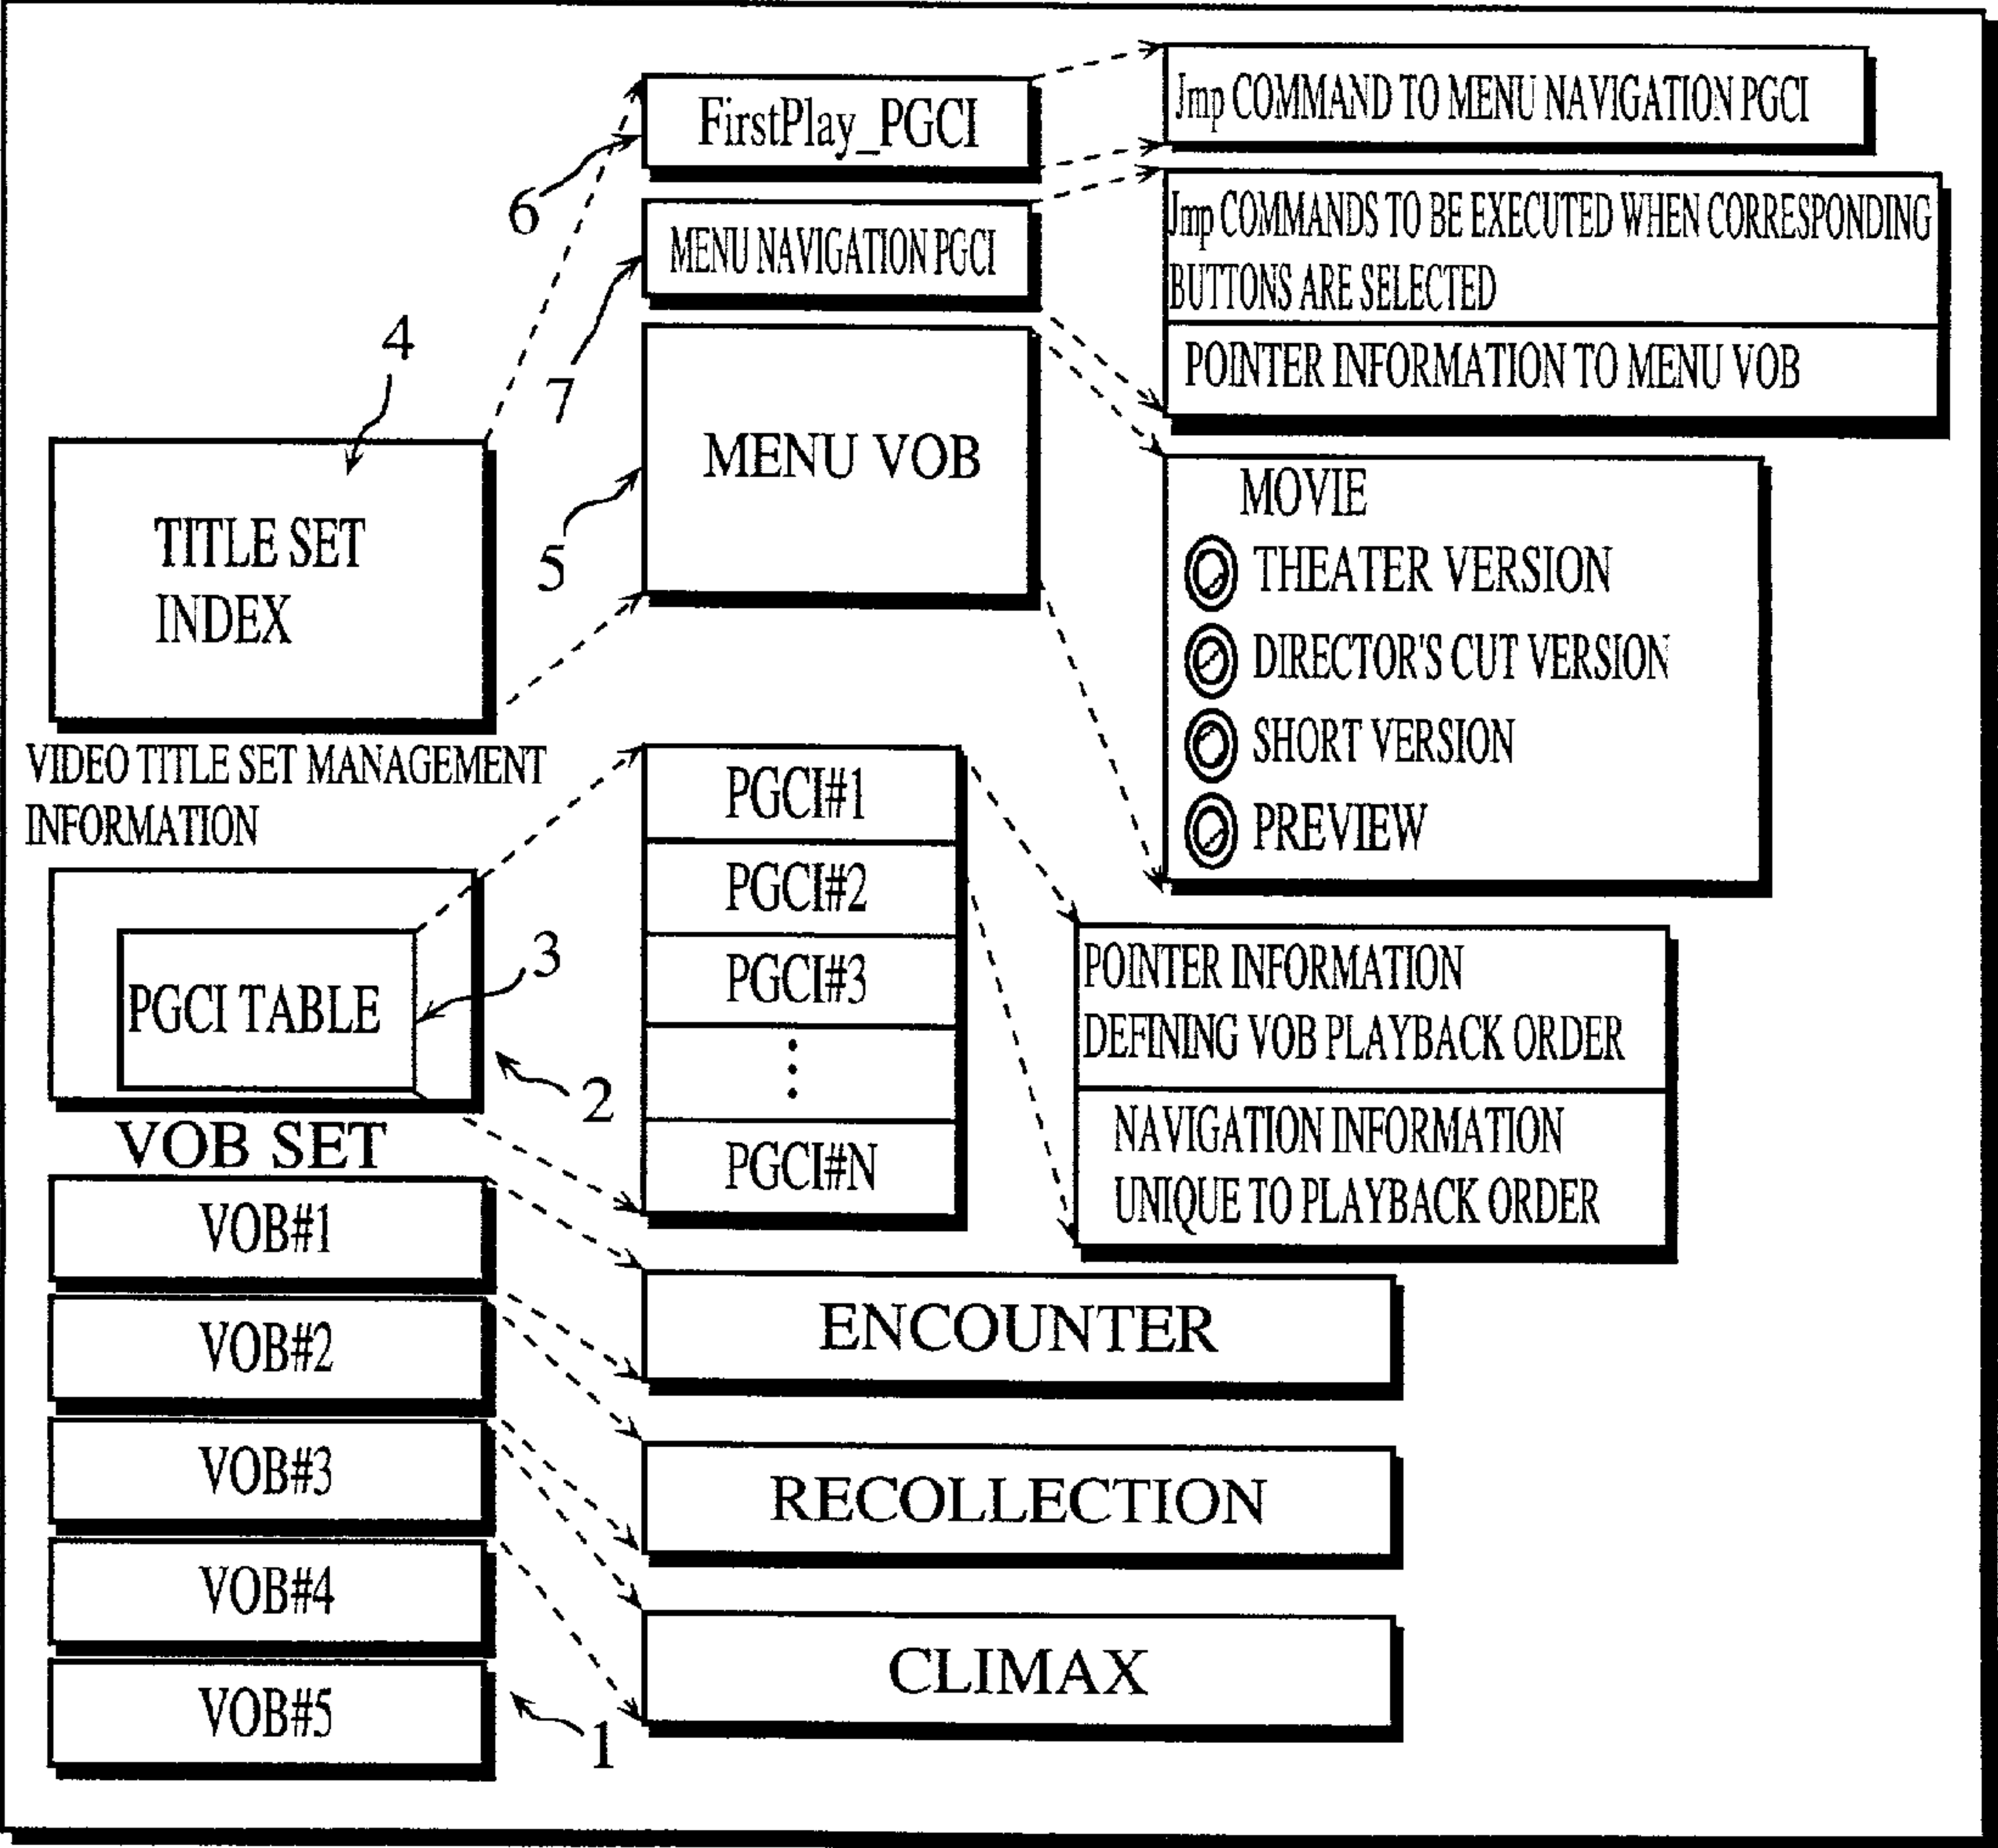 FirstPlay_PGCI
6
Jmp COMMAND TO MENU NAVIGATION PGCI
MENU NAVIGATION PGCI
7
Jmp COMMANDS TO BE EXECUTED WHEN CORRESPONDING
BUTTONS ARE SELECTED
POINTER INFORMATION TO MENU VOB
4
TITLE SET
INDEX
MENU VOB
5
MOVIE
THEATER VERSION
DIRECTOR'S CUT VERSION
SHORT VERSION
PREVIEW
VIDEO TITLE SET MANAGEMENT
INFORMATION
PGCI TABLE
3
2
PGCI#1
PGCI#2
PGCI#3
PGCI#N
POINTER INFORMATION
DEFINING VOB PLAYBACK ORDER
NAVIGATION INFORMATION
UNIQUE TO PLAYBACK ORDER
VOB SET
VOB#1
VOB#2
VOB#3
VOB#4
VOB#5
1
ENCOUNTER
RECOLLECTION
CLIMAX